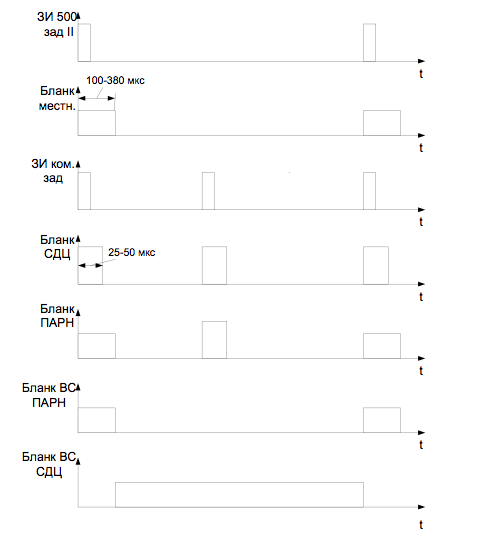 ЗИ 500
зад II
t
100-380 мкс
Бланк
местн.
t
ЗИ ком.
зад
t
Бланк
СДЦ
25-50 мкс
t
Бланк
ПАРН
t
Бланк ВС
ПАРН
t
Бланк ВС
СДЦ
t